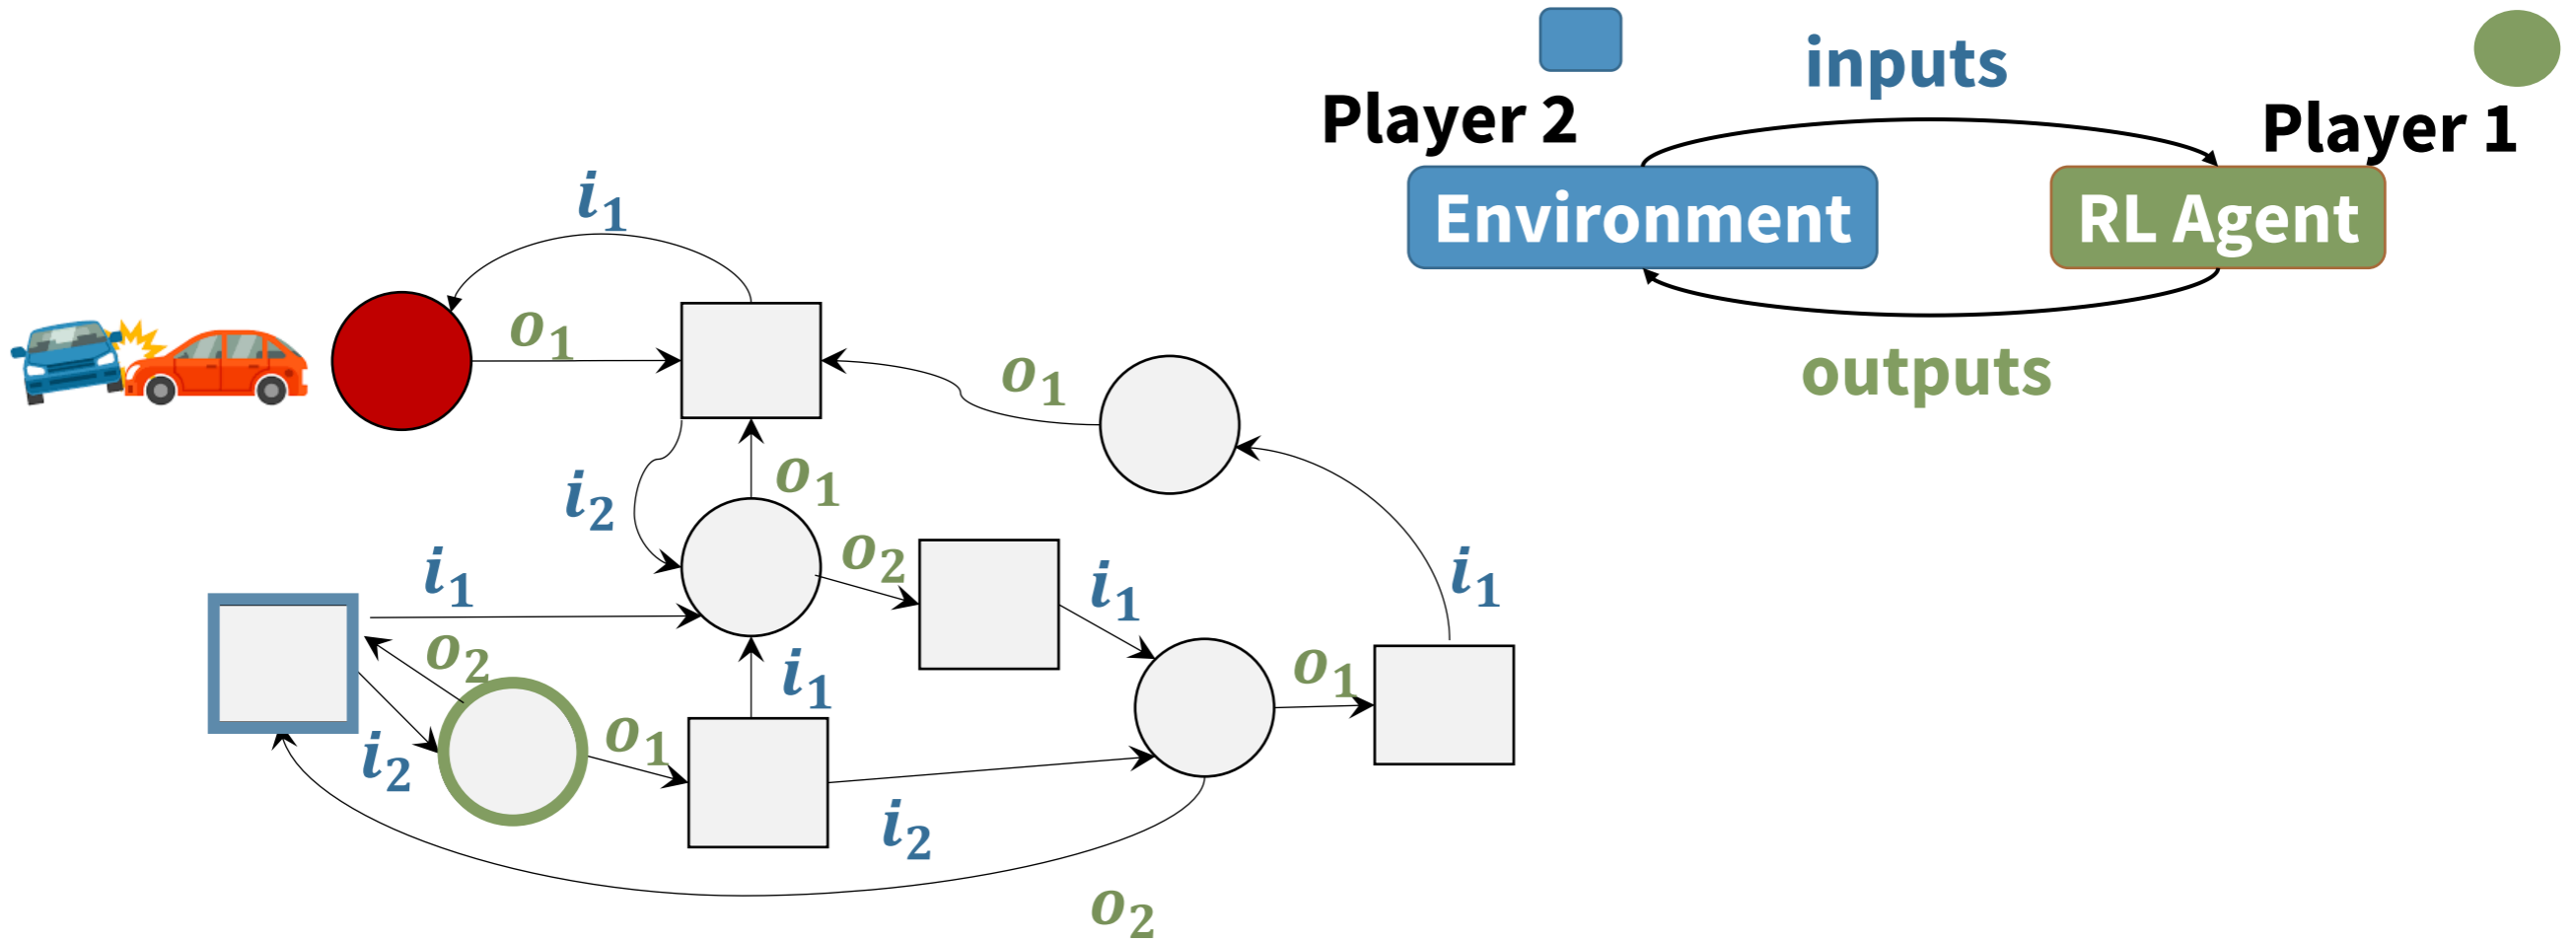 inputs
Player 2
Player 1
Environment
RL Agent
outputs
i₁
o₁
o₁
o₁
i₂
o₂
i₁
i₁
i₁
o₂
i₁
o₁
o₁
i₂
i₂
o₂